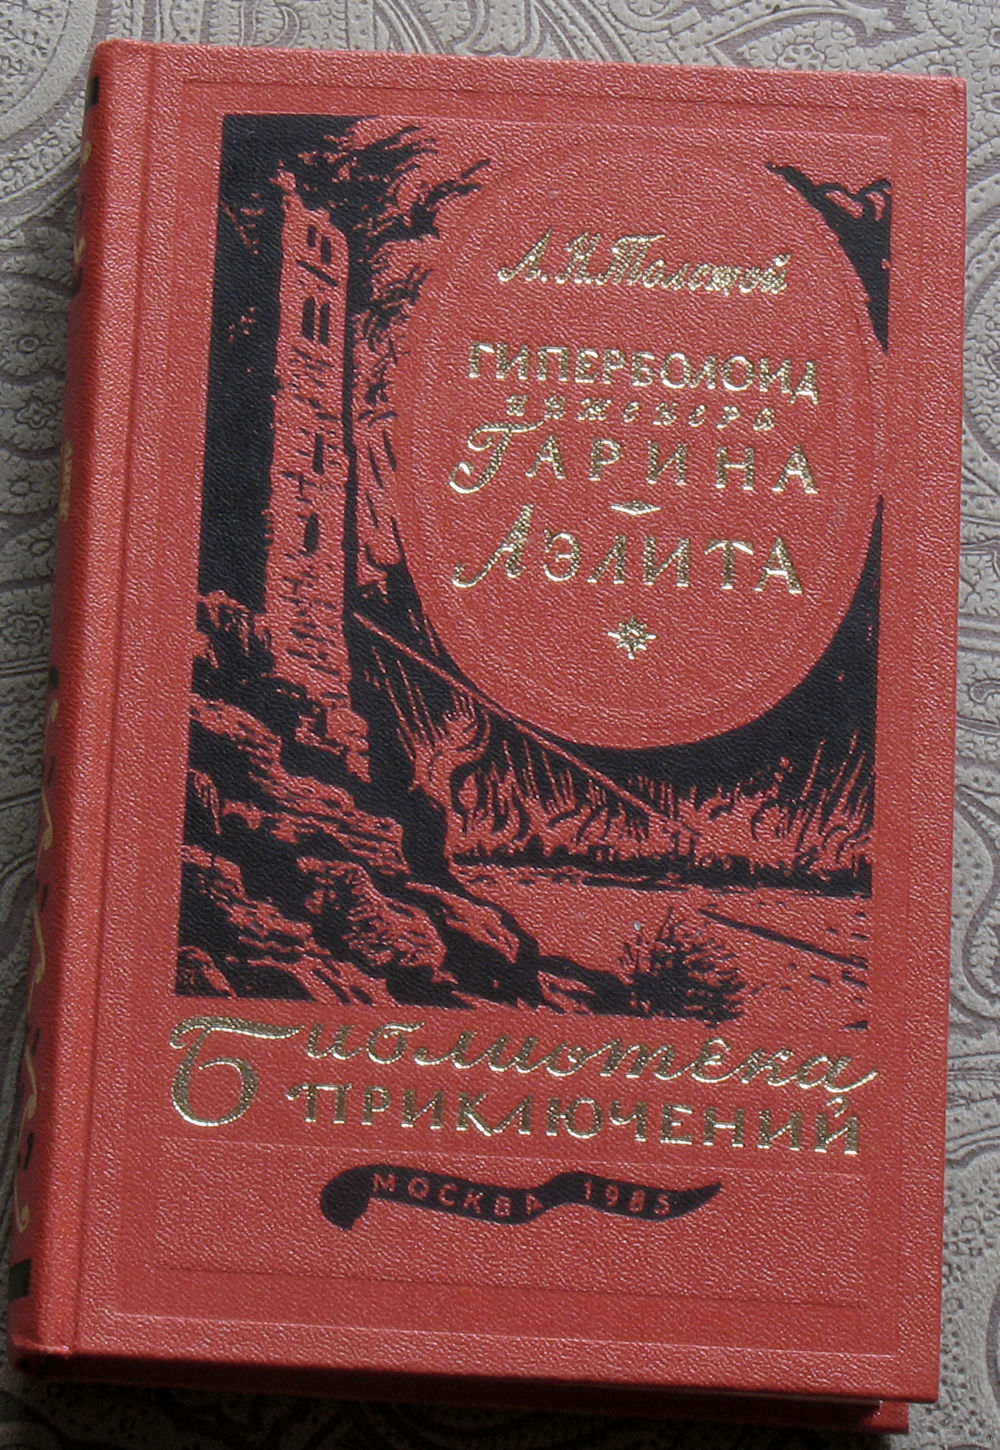 А. Н. Толстой
ГИПЕРБОЛОИД
инженера
ГАРИНА
АЭЛИТА
Библиотека
ПРИКЛЮЧЕНИЙ
МОСКВА 1985